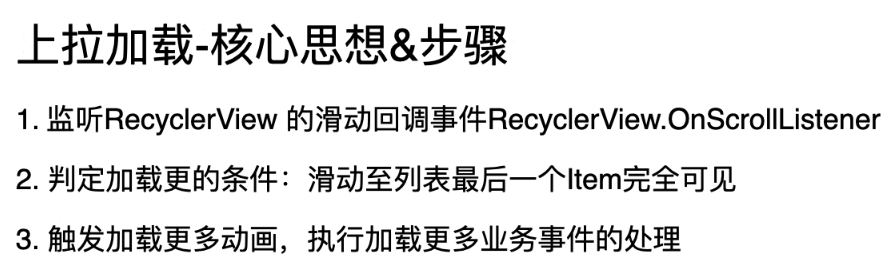 上拉加载-核心思想&步骤
1. 监听RecyclerView 的滑动回调事件RecyclerView.OnScrollListener
2. 判定加载更的条件：滑动至列表最后一个Item完全可见
3. 触发加载更多动画，执行加载更多业务事件的处理